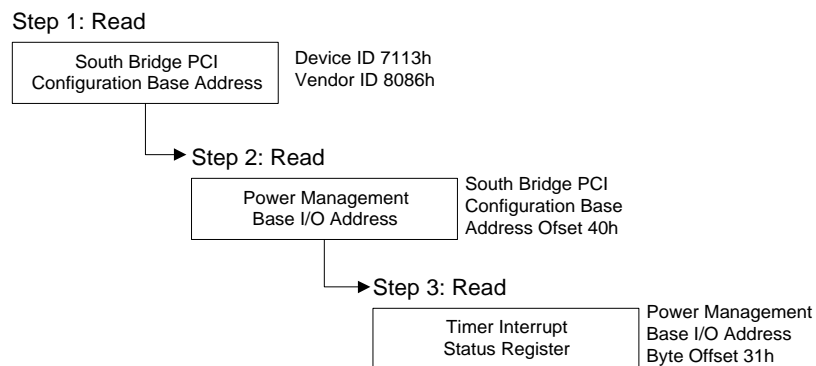 Step 1: Read
South Bridge PCI
Configuration Base Address
Device ID 7113h
Vendor ID 8086h
Step 2: Read
Power Management
Base I/O Address
South Bridge PCI
Configuration Base
Address Ofset 40h
Step 3: Read
Timer Interrupt
Status Register
Power Management
Base I/O Address
Byte Offset 31h